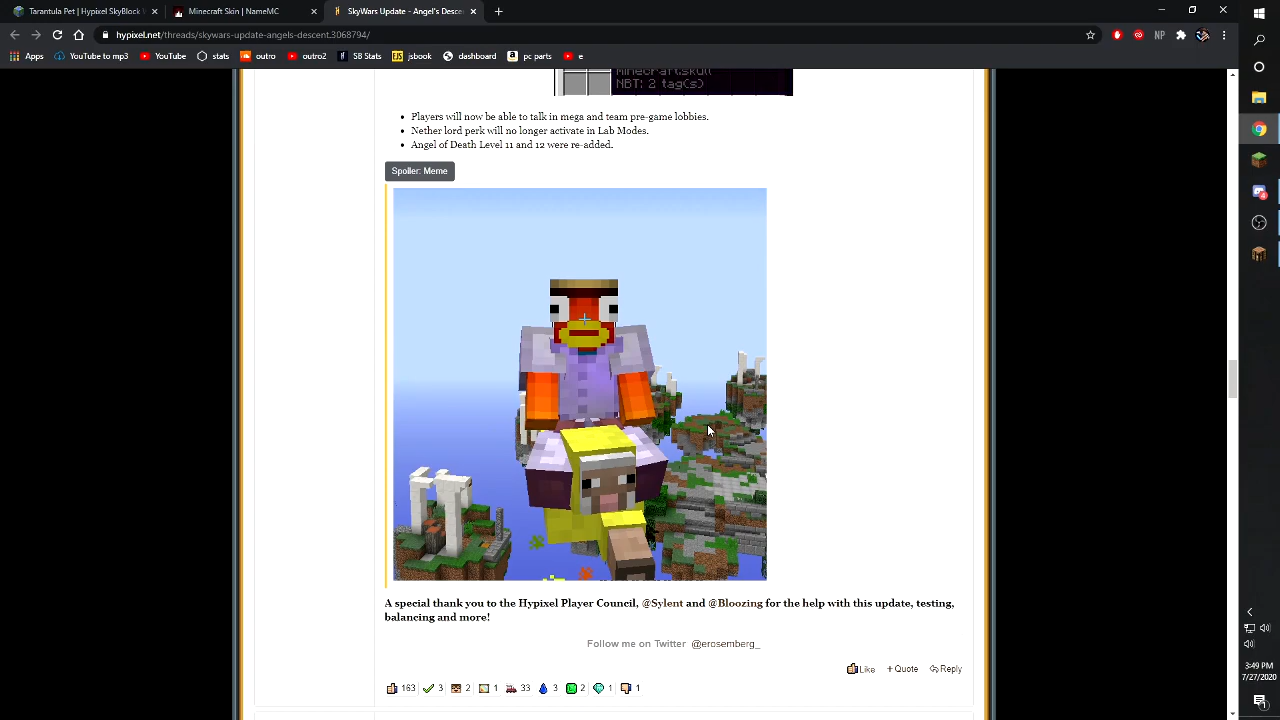 Tarantula Pet | Hypixel SkyBlock
Minecraft Skin | NameMC
SkyWars Update - Angel's Desce
hypixel.net/threads/skywars-update-angels-descent.3068794/
NP
Apps
YouTube to mp3
YouTube
stats
outro
outro2
SB Stats
jsbook
dashboard
pc parts
e
Minecraft:skull
NBT: 2 tag(s)
Players will now be able to talk in mega and team pre-game lobbies.
Nether lord perk will no longer activate in Lab Modes.
Angel of Death Level 11 and 12 were re-added.
Spoiler: Meme
A special thank you to the Hypixel Player Council, @Sylent and @Bloozing for the help with this update, testing,
balancing and more!
Follow me on Twitter @erosemberg_
Like + Quote Reply
163 3 2 1 33 3 2 1 1
3:49 PM
7/27/2020